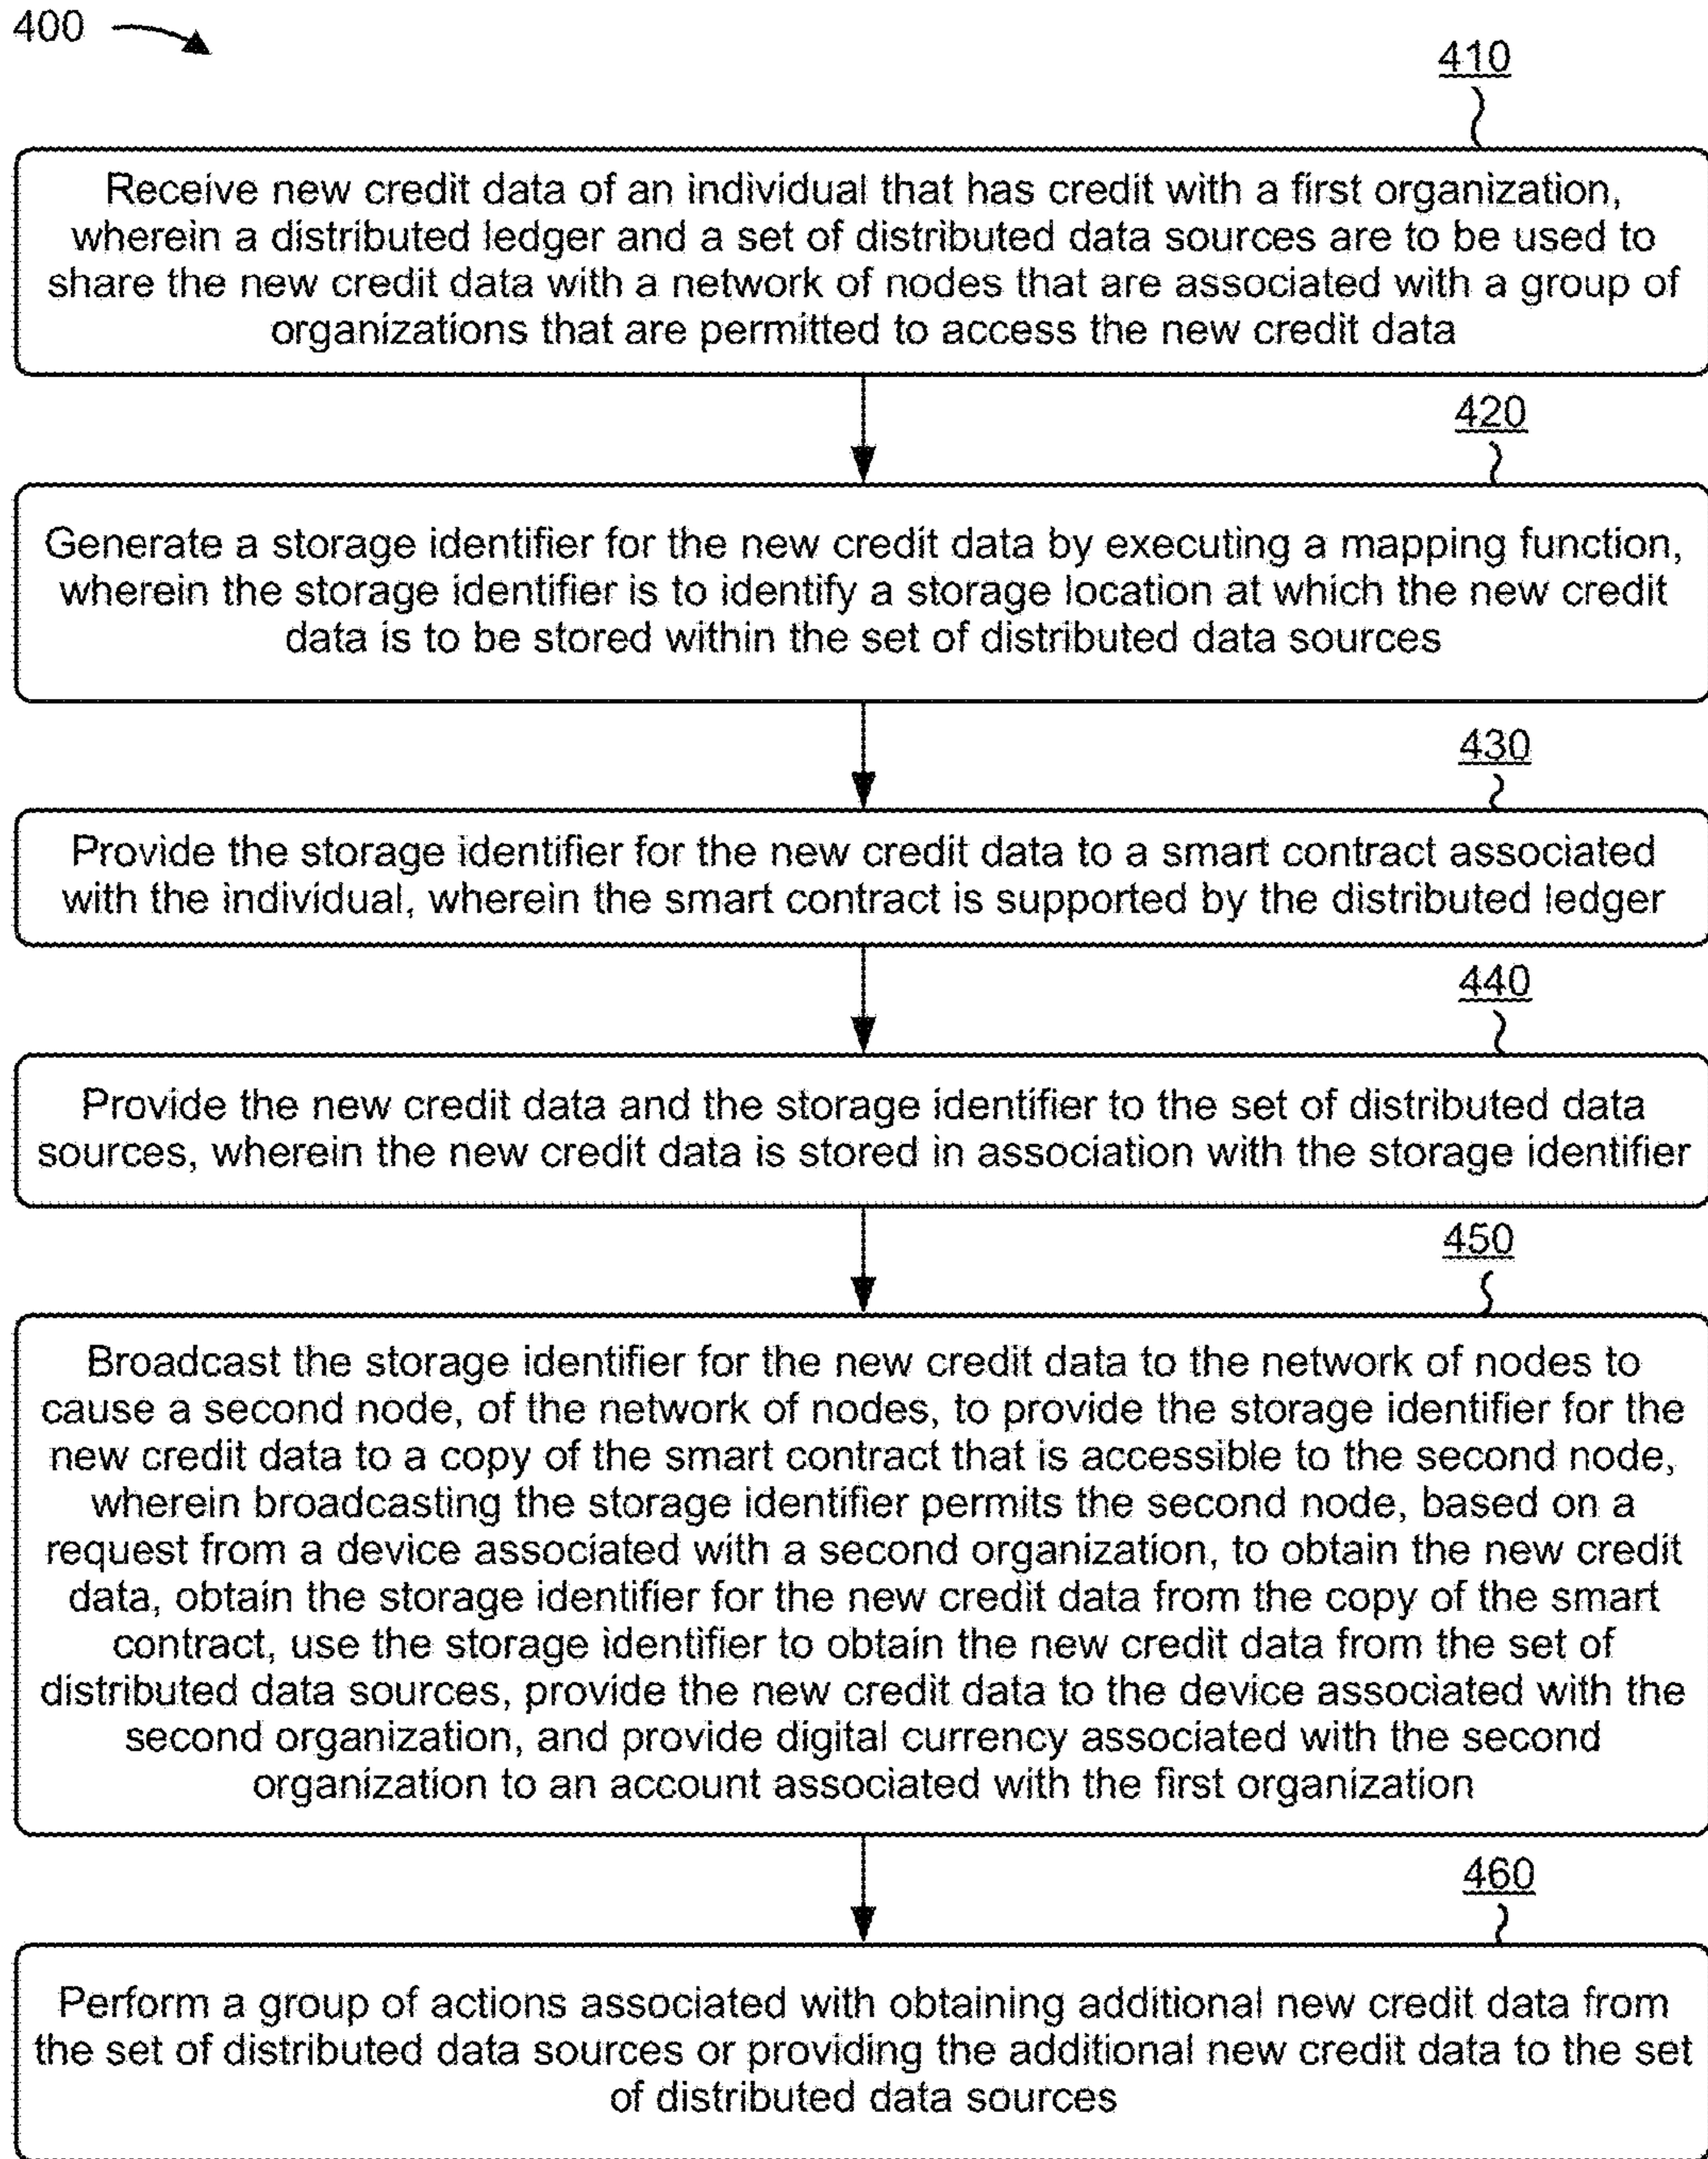 400
410
Receive new credit data of an individual that has credit with a first organization,
wherein a distributed ledger and a set of distributed data sources are to be used to
share the new credit data with a network of nodes that are associated with a group of
organizations that are permitted to access the new credit data
420
Generate a storage identifier for the new credit data by executing a mapping function,
wherein the storage identifier is to identify a storage location at which the new credit
data is to be stored within the set of distributed data sources
430
Provide the storage identifier for the new credit data to a smart contract associated
with the individual, wherein the smart contract is supported by the distributed ledger
440
Provide the new credit data and the storage identifier to the set of distributed data
sources, wherein the new credit data is stored in association with the storage identifier
450
Broadcast the storage identifier for the new credit data to the network of nodes to
cause a second node, of the network of nodes, to provide the storage identifier for the
new credit data to a copy of the smart contract that is accessible to the second node,
wherein broadcasting the storage identifier permits the second node, based on a
request from a device associated with a second organization, to obtain the new credit
data, obtain the storage identifier for the new credit data from the copy of the smart
contract, use the storage identifier to obtain the new credit data from the set of
distributed data sources, provide the new credit data to the device associated with the
second organization, and provide digital currency associated with the second
organization to an account associated with the first organization
460
Perform a group of actions associated with obtaining additional new credit data from
the set of distributed data sources or providing the additional new credit data to the set
of distributed data sources